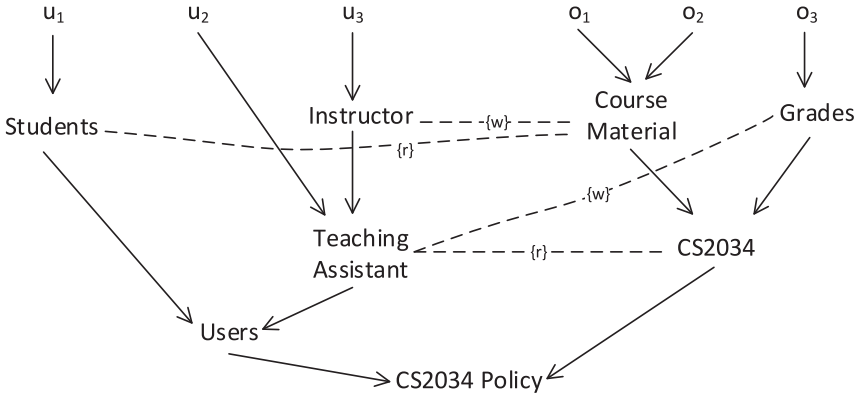 u1 u2 u3 o1 o2 o3
Students
Instructor
Course
Material
Grades
{w}
{r}
{w}
Teaching
Assistant
{r}
CS2034
Users
CS2034 Policy